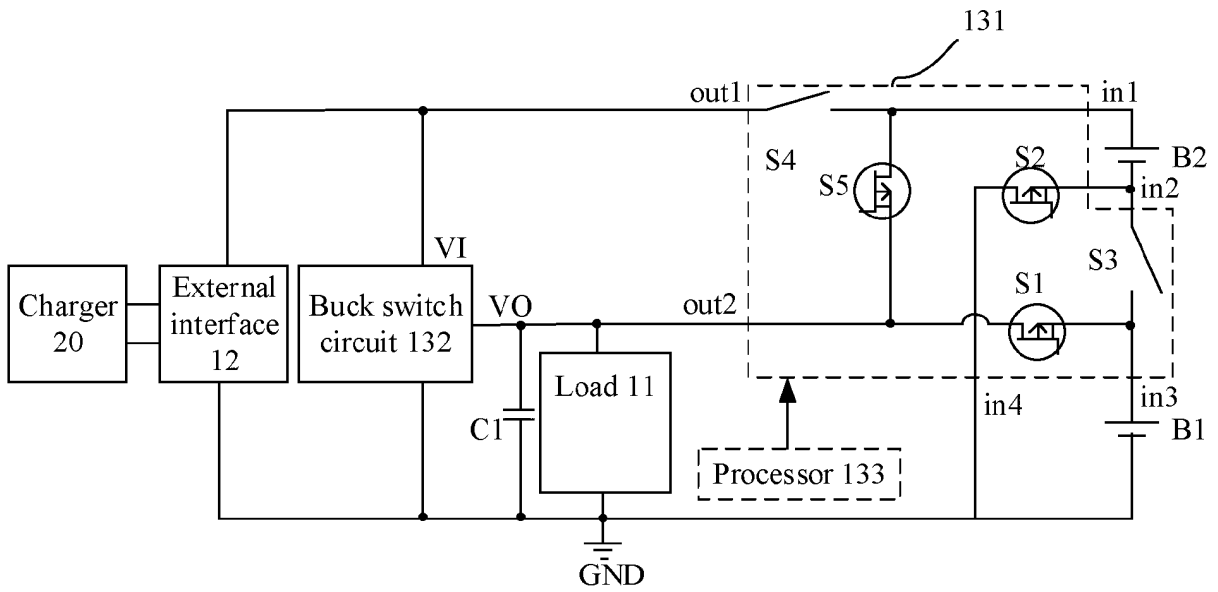 131
out1
in1
S4
S5
S2
B2
in2
VI
S3
Charger
20
External
interface
12
Buck switch
circuit 132
VO
out2
S1
Load 11
C1
in4
in3
B1
Processor 133
GND